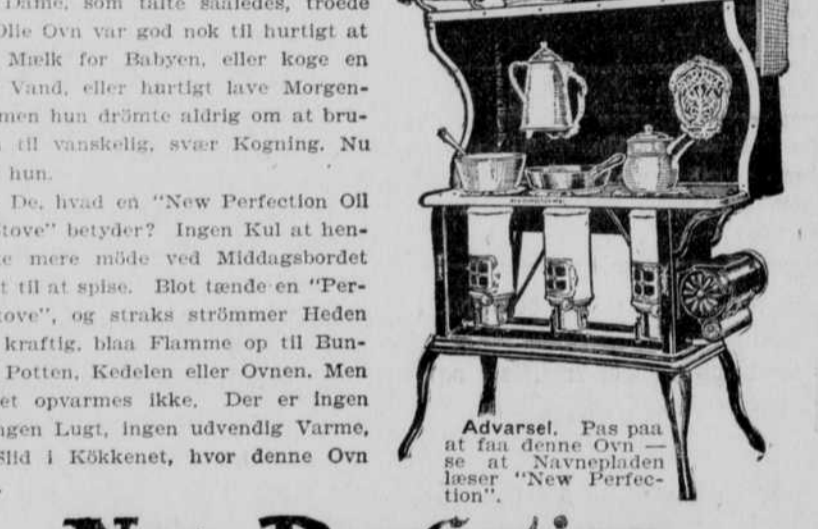 Dame, som talte saaledes, troede
Olie Ovn var god nok til hurtigt at
Mælk for Babyen, eller koge en
Vand, eller hurtigt lave Morgen-
men hun drömte aldrig om at bru-
til vanskelig, svær Kogning. Nu
hun.
De, hvad en "New Perfection Oil
tove" betyder? Ingen Kul at hen-
e mere möde ved Middagsbordet
t til at spise. Blot tænde en "Per-
tove", og straks strömmer Heden
kraftig, blaa Flamme op til Bun-
Potten, Kedelen eller Ovnen. Men
et opvarmes ikke. Der er ingen
ngen Lugt, ingen udvendig Varme,
Slid i Kökkenet, hvor denne Ovn
Advarsel. Pas paa
at faa denne Ovn —
se at Navnepladen
læser "New Perfec-
tion".